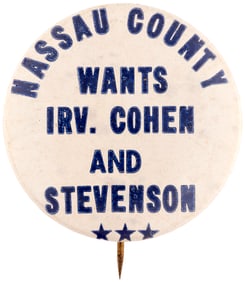 NASSAU COUNTY
WANTS
IRV. COHEN
AND
STEVENSON